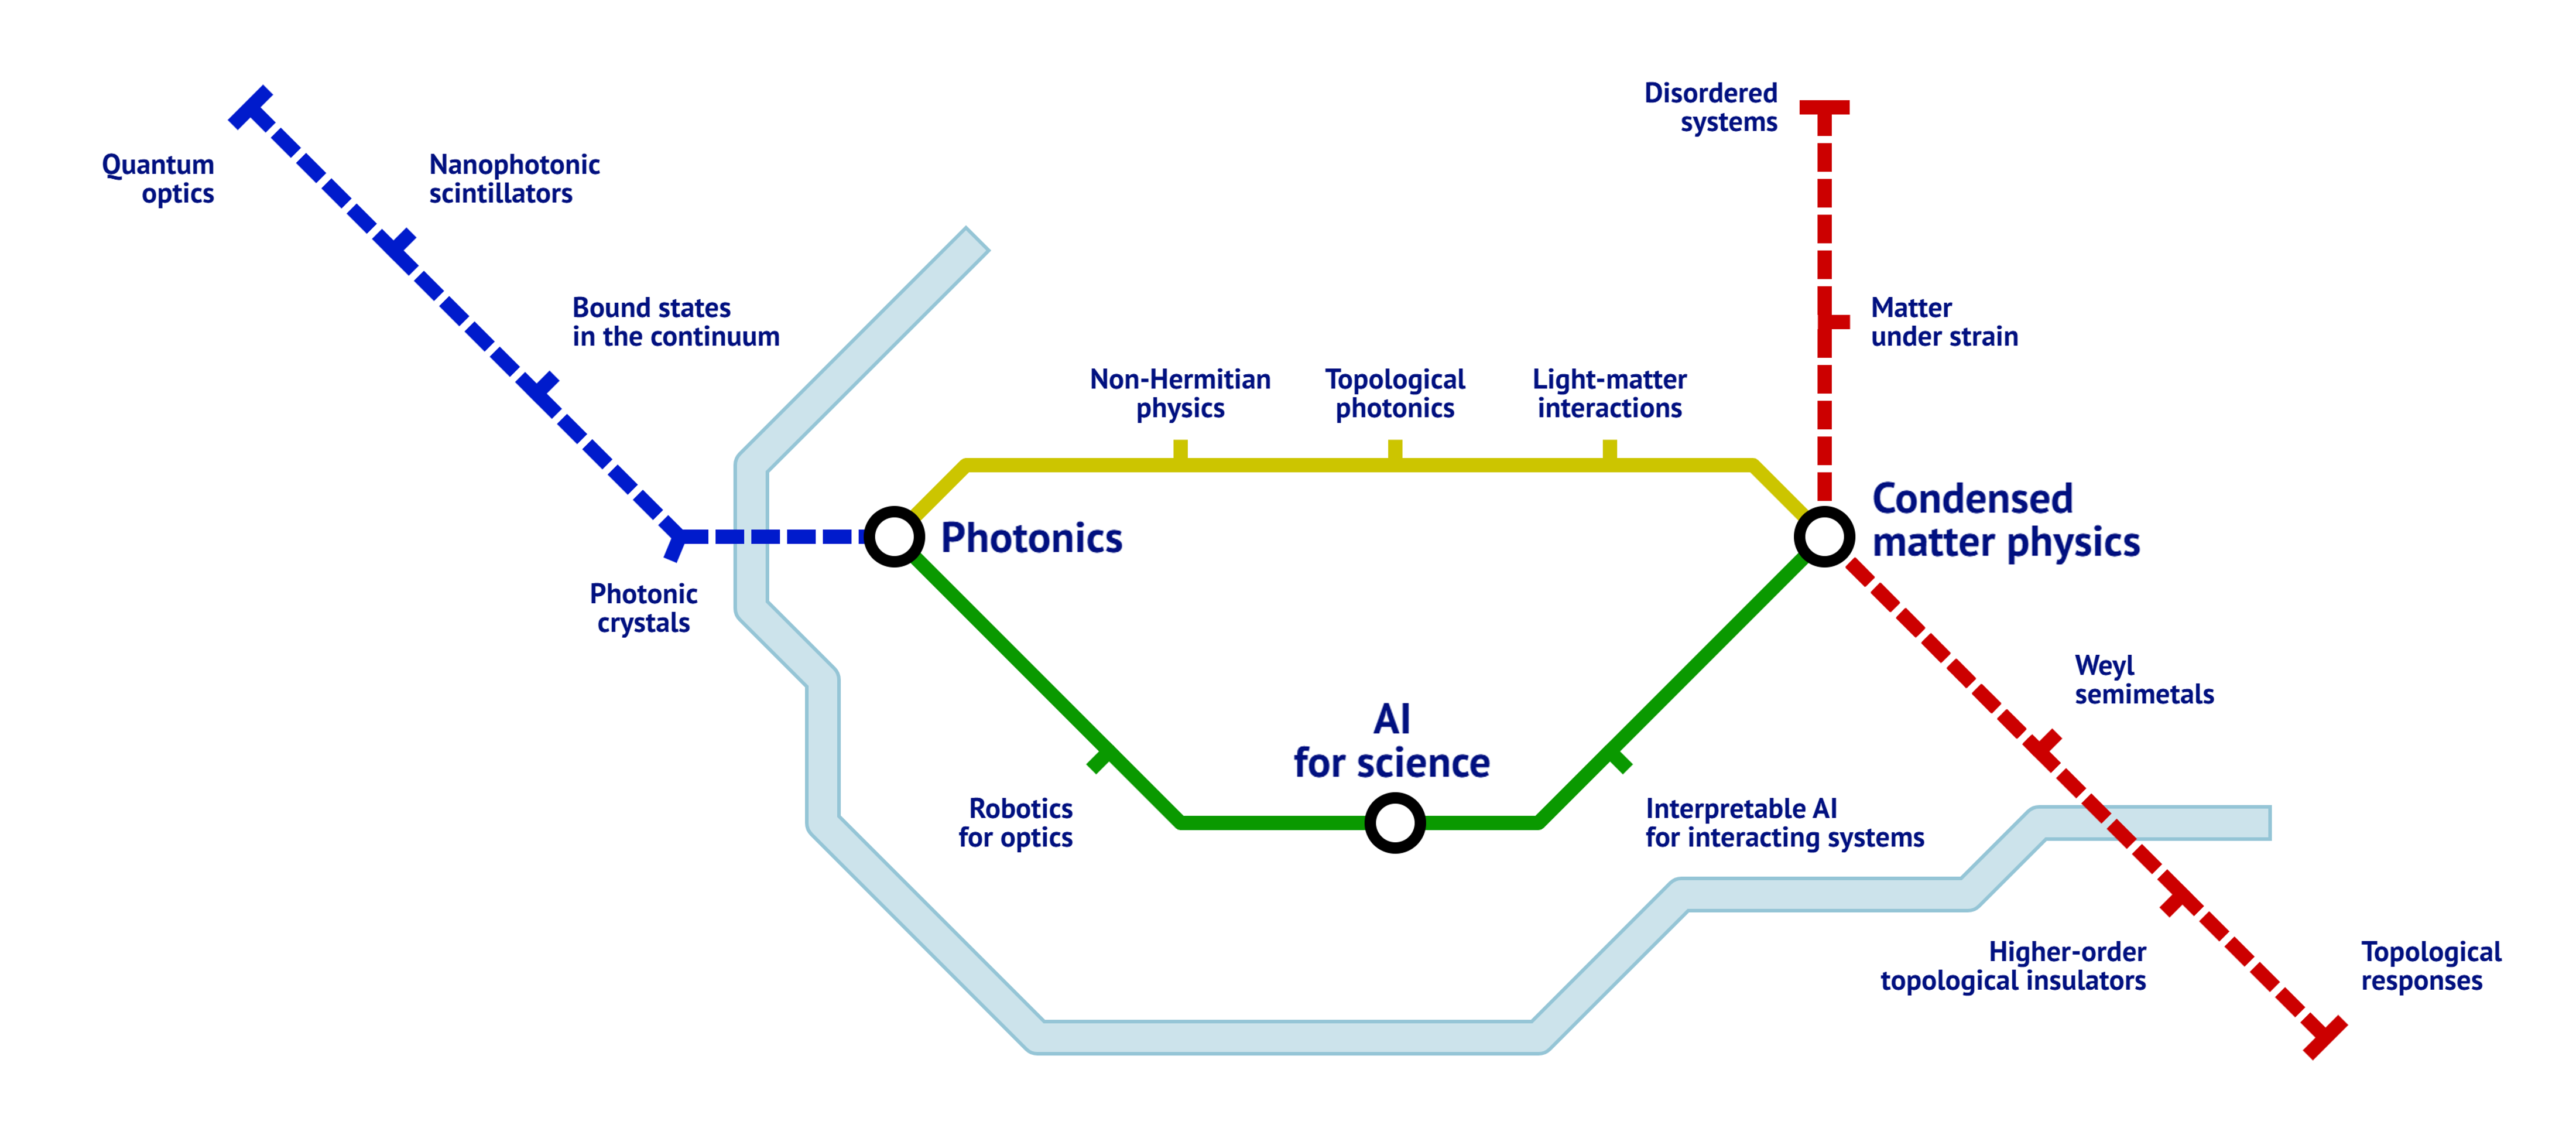 Disordered
systems
Quantum
optics
Nanophotonic
scintillators
Bound states
in the continuum
Matter
under strain
Non-Hermitian
physics
Topological
photonics
Light-matter
interactions
Photonics
Condensed
matter physics
Photonic
crystals
Weyl
semimetals
AI
for science
Robotics
for optics
Interpretable AI
for interacting systems
Higher-order
topological insulators
Topological
responses